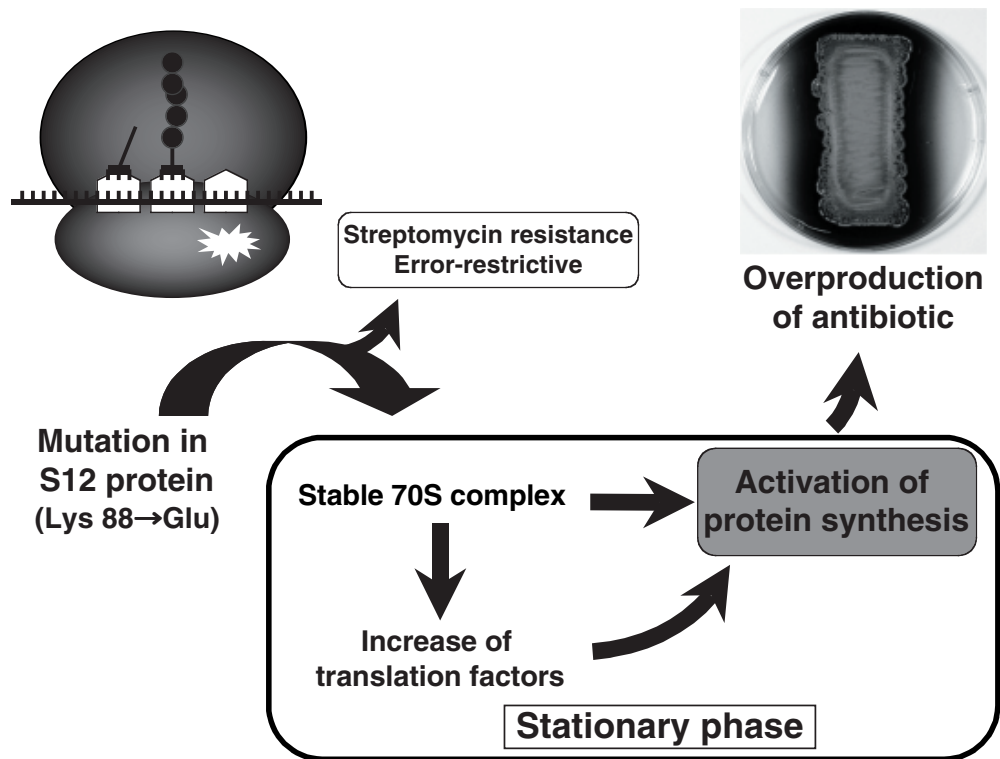 Streptomycin resistance
Error-restrictive
Overproduction
of antibiotic
Mutation in
S12 protein
(Lys 88→Glu)
Stable 70S complex
Activation of
protein synthesis
Increase of
translation factors
Stationary phase